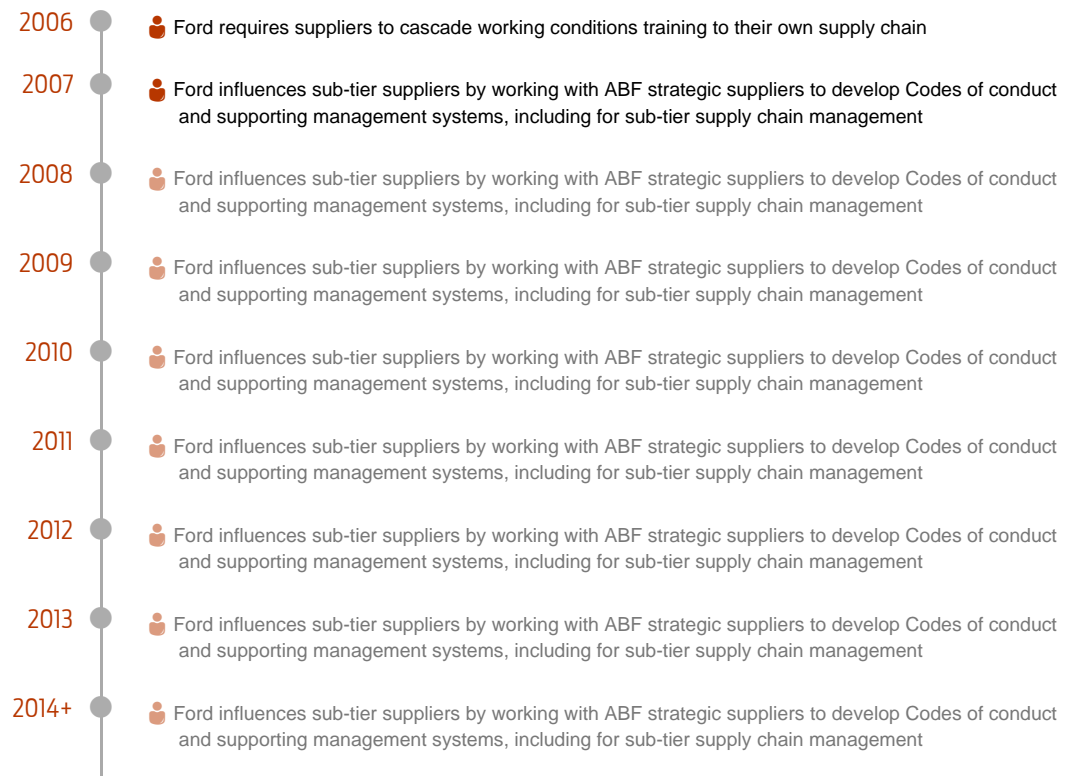 2006 Ford requires suppliers to cascade working conditions training to their own supply chain
2007 Ford influences sub-tier suppliers by working with ABF strategic suppliers to develop Codes of conduct
and supporting management systems, including for sub-tier supply chain management
2008 Ford influences sub-tier suppliers by working with ABF strategic suppliers to develop Codes of conduct
and supporting management systems, including for sub-tier supply chain management
2009 Ford influences sub-tier suppliers by working with ABF strategic suppliers to develop Codes of conduct
and supporting management systems, including for sub-tier supply chain management
2010 Ford influences sub-tier suppliers by working with ABF strategic suppliers to develop Codes of conduct
and supporting management systems, including for sub-tier supply chain management
2011 Ford influences sub-tier suppliers by working with ABF strategic suppliers to develop Codes of conduct
and supporting management systems, including for sub-tier supply chain management
2012 Ford influences sub-tier suppliers by working with ABF strategic suppliers to develop Codes of conduct
and supporting management systems, including for sub-tier supply chain management
2013 Ford influences sub-tier suppliers by working with ABF strategic suppliers to develop Codes of conduct
and supporting management systems, including for sub-tier supply chain management
2014+ Ford influences sub-tier suppliers by working with ABF strategic suppliers to develop Codes of conduct
and supporting management systems, including for sub-tier supply chain management